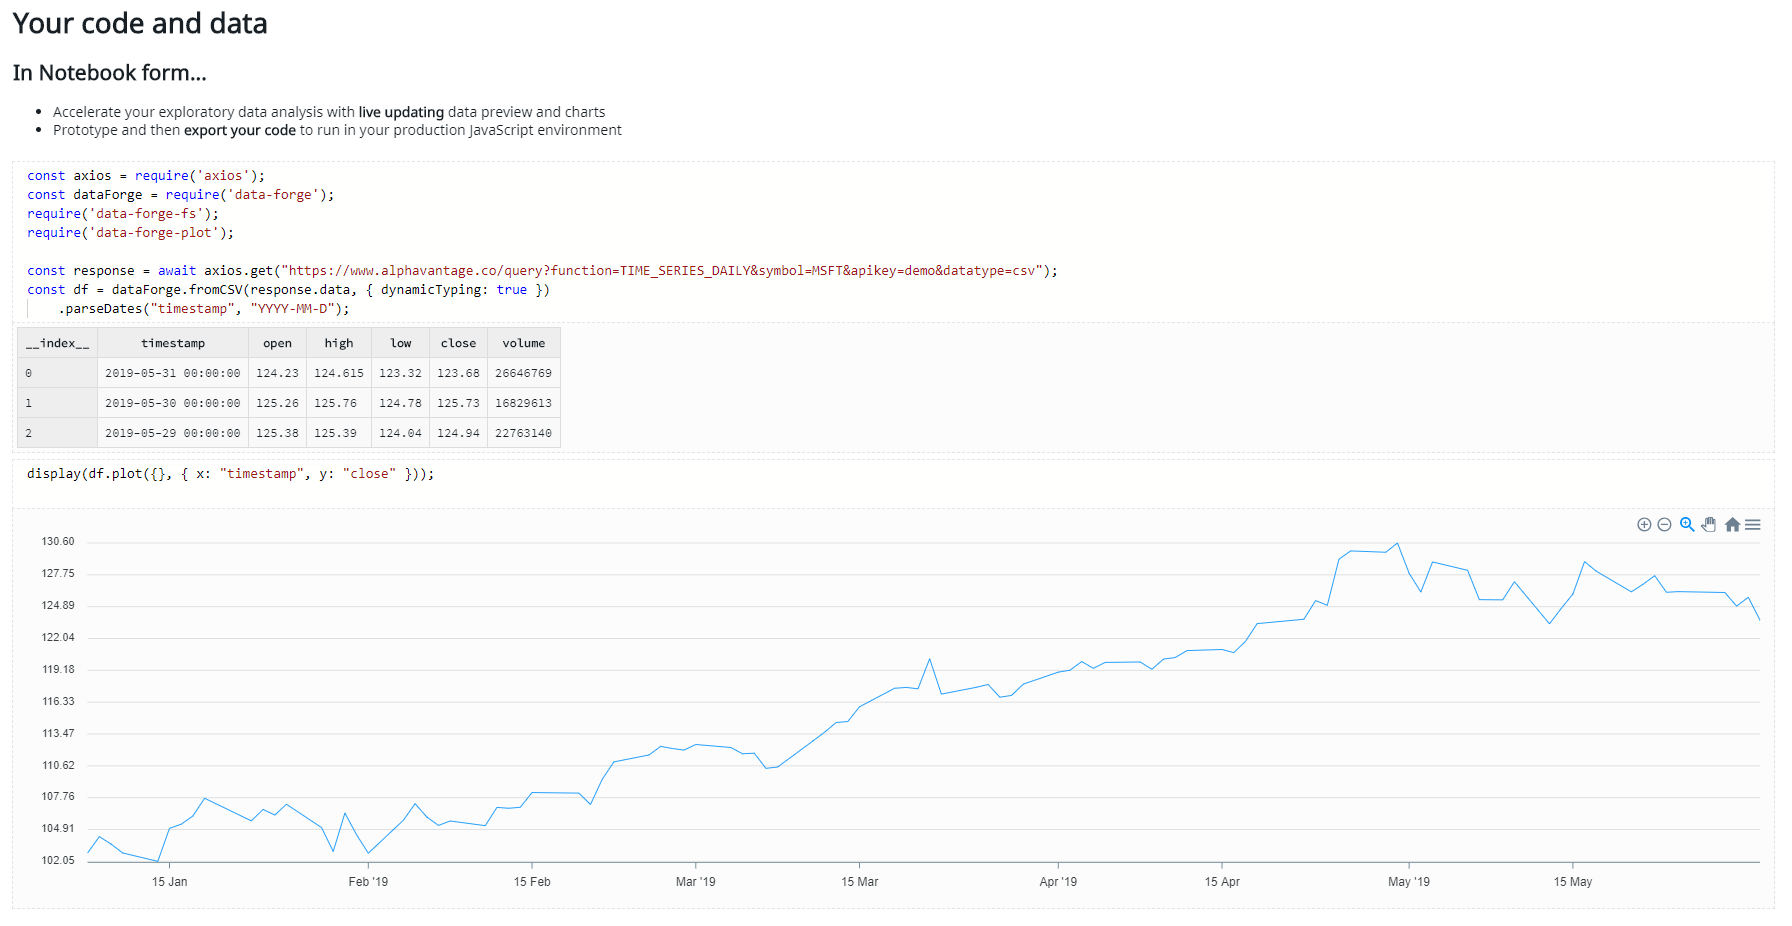 Your code and data
In Notebook form...
• Accelerate your exploratory data analysis with live updating data preview and charts
• Prototype and then export your code to run in your production JavaScript environment
const axios = require('axios');
const dataForge = require('data-forge');
require('data-forge-fs');
require('data-forge-plot');
const response = await axios.get("https://www.alphavantage.co/query?function=TIME_SERIES_DAILY&symbol=MSFT&apikey=demo&datatype=csv");
const df = dataForge.fromCSV(response.data, { dynamicTyping: true })
    .parseDates("timestamp", "YYYY-MM-D");
__index__ timestamp open high low close volume
0 2019-05-31 00:00:00 124.23 124.615 123.32 123.68 26646769
1 2019-05-30 00:00:00 125.26 125.76 124.78 125.73 16829613
2 2019-05-29 00:00:00 125.38 125.39 124.04 124.94 22763140
display(df.plot({}, { x: "timestamp", y: "close" }));
130.60
127.75
124.89
122.04
119.18
116.33
113.47
110.62
107.76
104.91
102.05
15 Jan Feb '19 15 Feb Mar '19 15 Mar Apr '19 15 Apr May '19 15 May